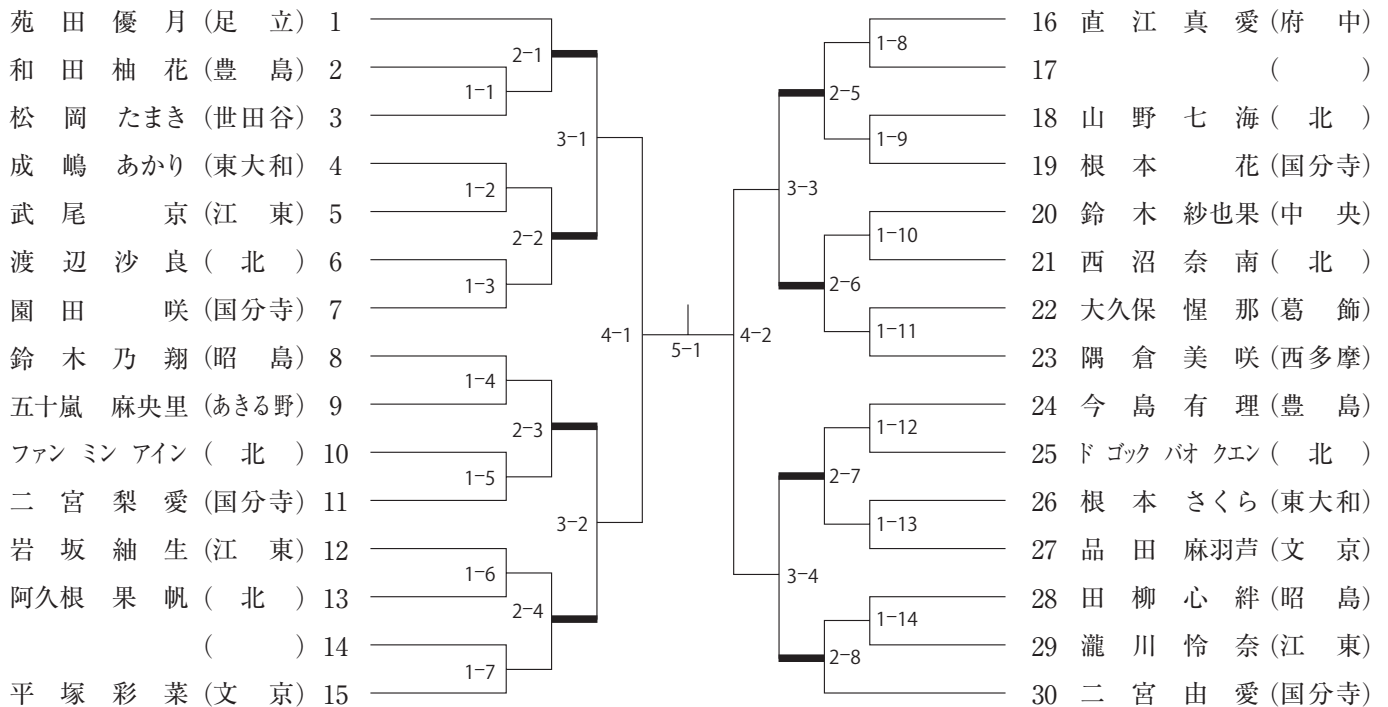 苑田優月(足立) 1
和田柚花(豊島) 2
松岡たまき(世田谷) 3
成嶋あかり(東大和) 4
武尾京(江東) 5
渡辺沙良(北) 6
園田咲(国分寺) 7
鈴木乃翔(昭島) 8
五十嵐麻央里(あきる野) 9
ファン ミン アイン(北) 10
二宮梨愛(国分寺) 11
岩坂紬生(江東) 12
阿久根果帆(北) 13
( ) 14
平塚彩菜(文京) 15
1-1
1-2
1-3
1-4
1-5
1-6
1-7
2-1
2-2
2-3
2-4
3-1
3-2
4-1
5-1
4-2
3-3
3-4
2-5
2-6
2-7
2-8
1-8
1-9
1-10
1-11
1-12
1-13
1-14
16 直江真愛(府中)
17 ( )
18 山野七海(北)
19 根本花(国分寺)
20 鈴木紗也果(中央)
21 西沼奈南(北)
22 大久保惺那(葛飾)
23 隅倉美咲(西多摩)
24 今島有理(豊島)
25 ド ゴック バオ クエン(北)
26 根本さくら(東大和)
27 品田麻羽芦(文京)
28 田柳心絆(昭島)
29 瀧川怜奈(江東)
30 二宮由愛(国分寺)